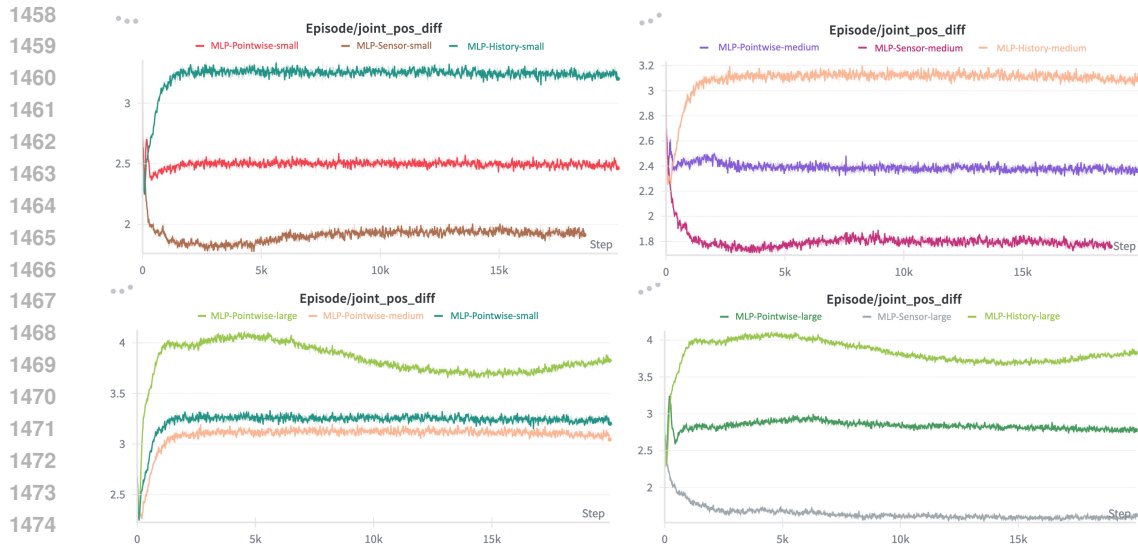 1458
1459
1460
1461
1462
1463
1464
1465
1466
1467
1468
1469
1470
1471
1472
1473
1474
Episode/joint_pos_diff
MLP-Pointwise-small MLP-Sensor-small MLP-History-small
3
2.5
2
Step
0 5k 10k 15k
Episode/joint_pos_diff
MLP-Pointwise-medium MLP-Sensor-medium MLP-History-medium
3.2
3
2.8
2.6
2.4
2.2
2
1.8
Step
0 5k 10k 15k
Episode/joint_pos_diff
MLP-Pointwise-large MLP-Pointwise-medium MLP-Pointwise-small
4
3.5
3
2.5
Step
0 5k 10k 15k
Episode/joint_pos_diff
MLP-Pointwise-large MLP-Sensor-large MLP-History-large
4
3.5
3
2.5
2
Step
0 5k 10k 15k